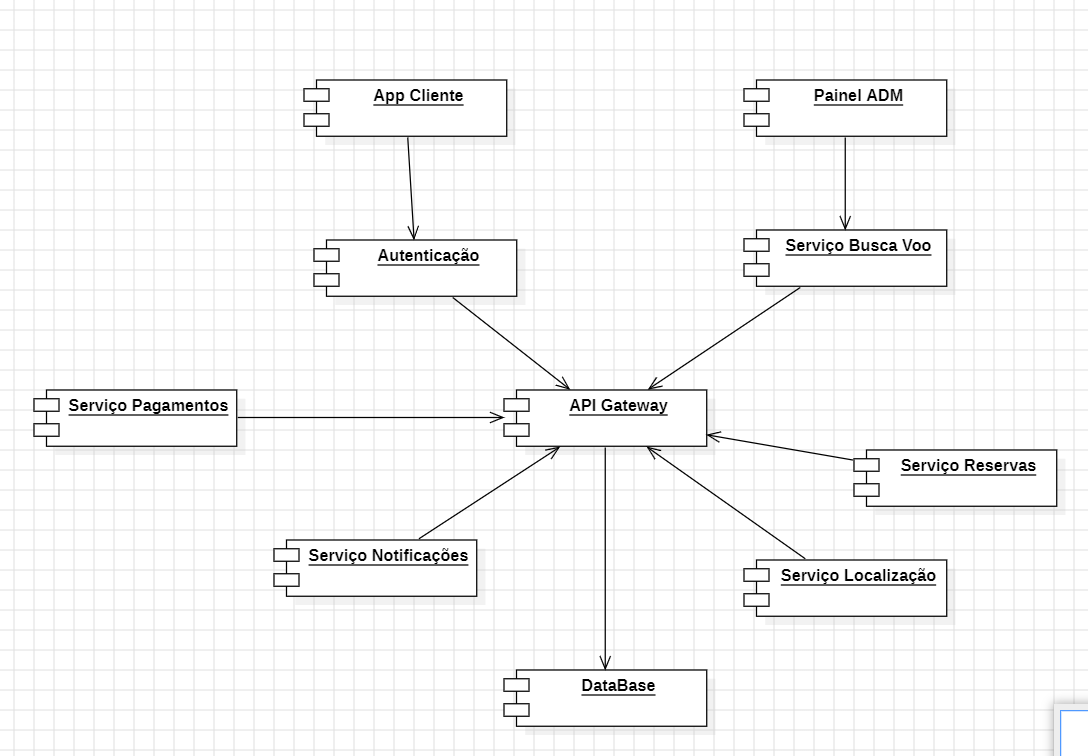 App Cliente
Painel ADM
Autenticação
Serviço Busca Voo
Serviço Pagamentos
API Gateway
Serviço Reservas
Serviço Notificações
Serviço Localização
DataBase